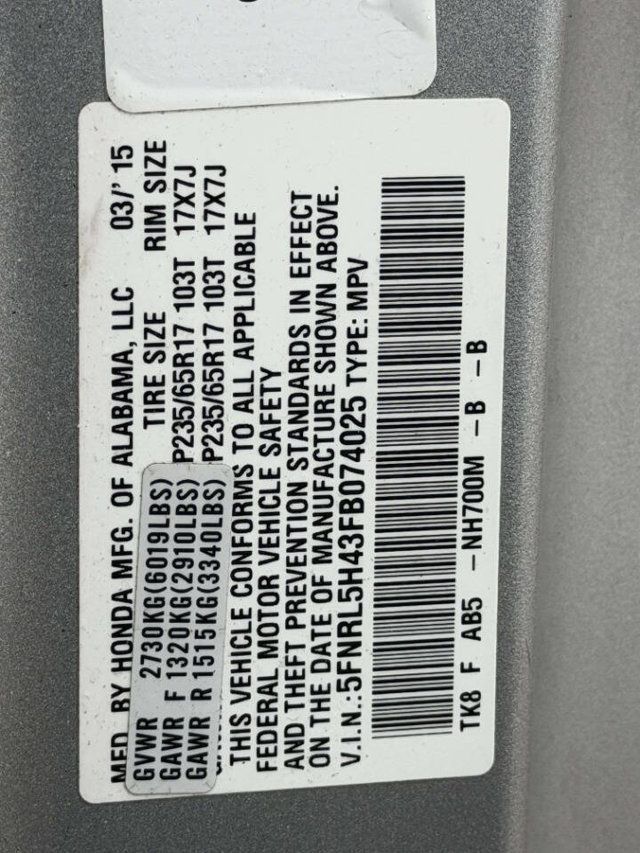 MFD. BY HONDA MFG. OF ALABAMA, LLC 03/' 15
TIRE SIZE RIM SIZE
GVWR 2730KG(6019LBS)
GAWR F 1320KG(2910LBS) P235/65R17 103T 17X7J
GAWR R 1515KG(3340LBS) P235/65R17 103T 17X7J
THIS VEHICLE CONFORMS TO ALL APPLICABLE
FEDERAL MOTOR VEHICLE SAFETY
AND THEFT PREVENTION STANDARDS IN EFFECT
ON THE DATE OF MANUFACTURE SHOWN ABOVE.
V.I.N.:5FNRL5H43FB074025 TYPE: MPV
TK8 F AB5 -NH700M -B -B